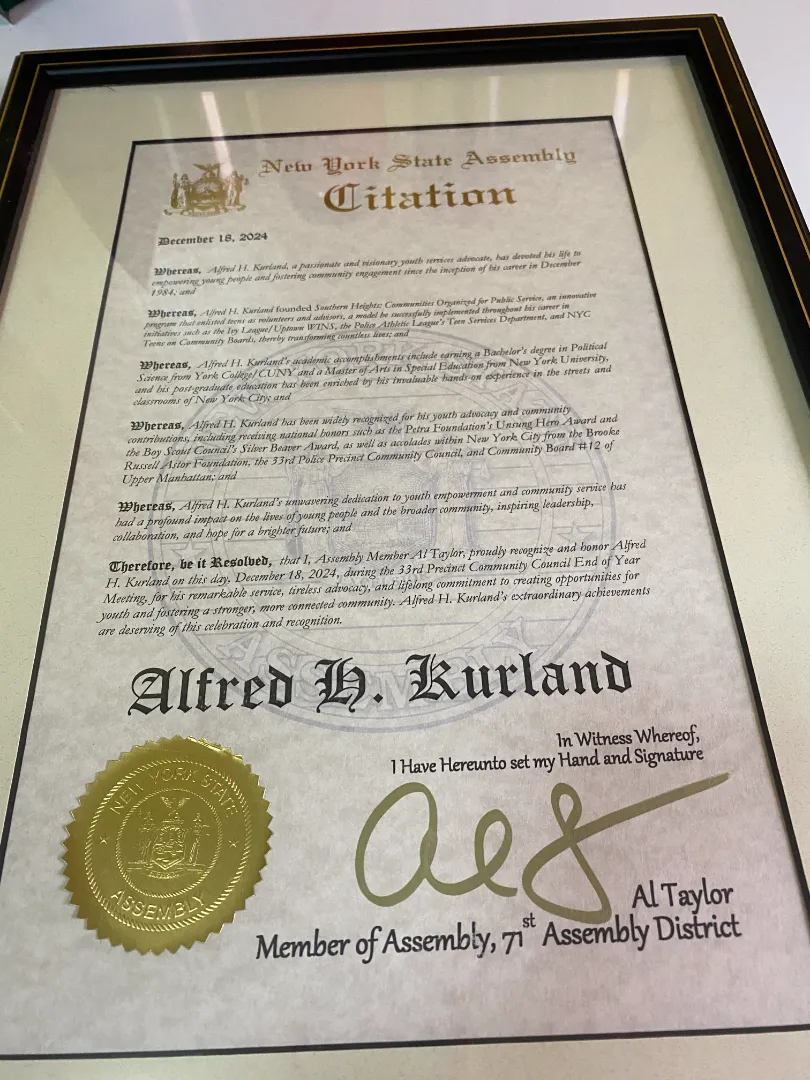 New York State Assembly
Citation
December 18, 2024
Whereas, Alfred H. Kurland, a passionate and visionary youth services advocate, has devoted his life to
empowering young people and fostering community engagement since the inception of his career in December
1984; and
Whereas, Alfred H. Kurland founded Southern Heights: Communities Organized for Public Service, an innovative
program that enlisted teens as volunteers and advisors, a model he successfully implemented throughout his career in
initiatives such as the Ivy League/Uptown WINS, the Police Athletic League's Teen Services Department, and NYC
Teens on Community Boards, thereby transforming countless lives; and
Whereas, Alfred H. Kurland's academic accomplishments include earning a Bachelor's degree in Political
Science from York College/CUNY and a Master of Arts in Special Education from New York University,
and his post-graduate education has been enriched by his invaluable hands-on experience in the streets and
classrooms of New York City; and
Whereas, Alfred H. Kurland has been widely recognized for his youth advocacy and community
contributions, including receiving national honors such as the Petra Foundation's Unsung Hero Award and
the Boy Scout Council's Silver Beaver Award, as well as accolades within New York City from the Brooke
Russell Astor Foundation, the 33rd Police Precinct Community Council, and Community Board #12 of
Upper Manhattan; and
Whereas, Alfred H. Kurland's unwavering dedication to youth empowerment and community service has
had a profound impact on the lives of young people and the broader community, inspiring leadership,
collaboration, and hope for a brighter future; and
Therefore, be it Resolved, that I, Assembly Member Al Taylor, proudly recognize and honor Alfred
H. Kurland on this day, December 18, 2024, during the 33rd Precinct Community Council End of Year
Meeting, for his remarkable service, tireless advocacy, and lifelong commitment to creating opportunities for
youth and fostering a stronger, more connected community. Alfred H. Kurland's extraordinary achievements
are deserving of this celebration and recognition.
ASSEMBLY
Alfred H. Kurland
In Witness Whereof,
I Have Hereunto set my Hand and Signature
NEW YORK STATE
ASSEMBLY
Al Taylor
Member of Assembly, 71st Assembly District